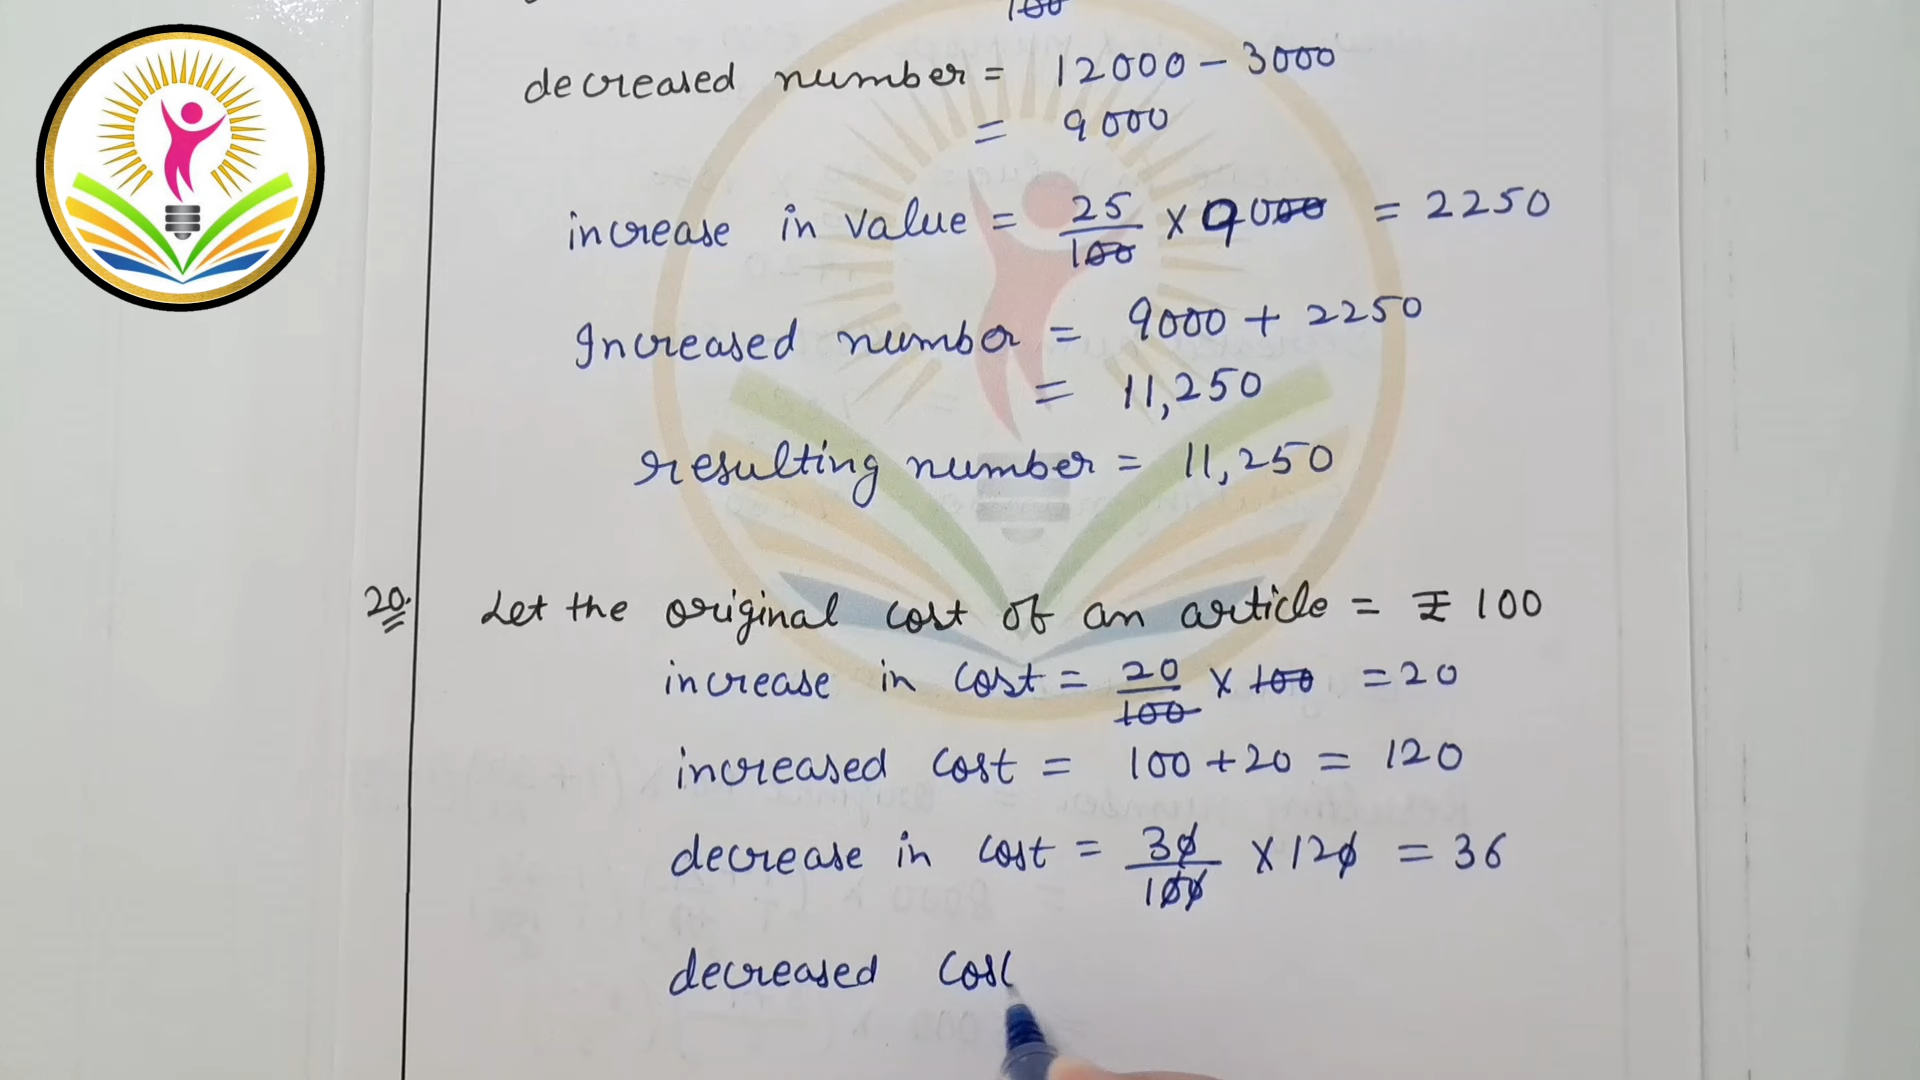 100
decreased number = 12000 - 3000
= 9000
increase in value = 25/100 × 9000 = 2250
Increased number = 9000 + 2250
= 11,250
resulting number = 11,250
20. Let the original cost of an article = ₹ 100
increase in cost = 20/100 × 100 = 20
increased cost = 100 + 20 = 120
decrease in cost = 30/100 × 120 = 36
decreased cost